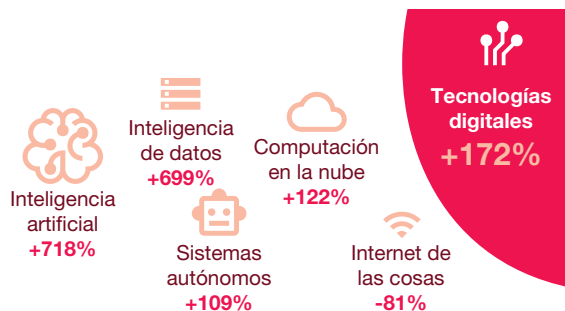 Tecnologías
digitales
+172%
Inteligencia
artificial
+718%
Inteligencia
de datos
+699%
Computación
en la nube
+122%
Sistemas
autónomos
+109%
Internet de
las cosas
-81%